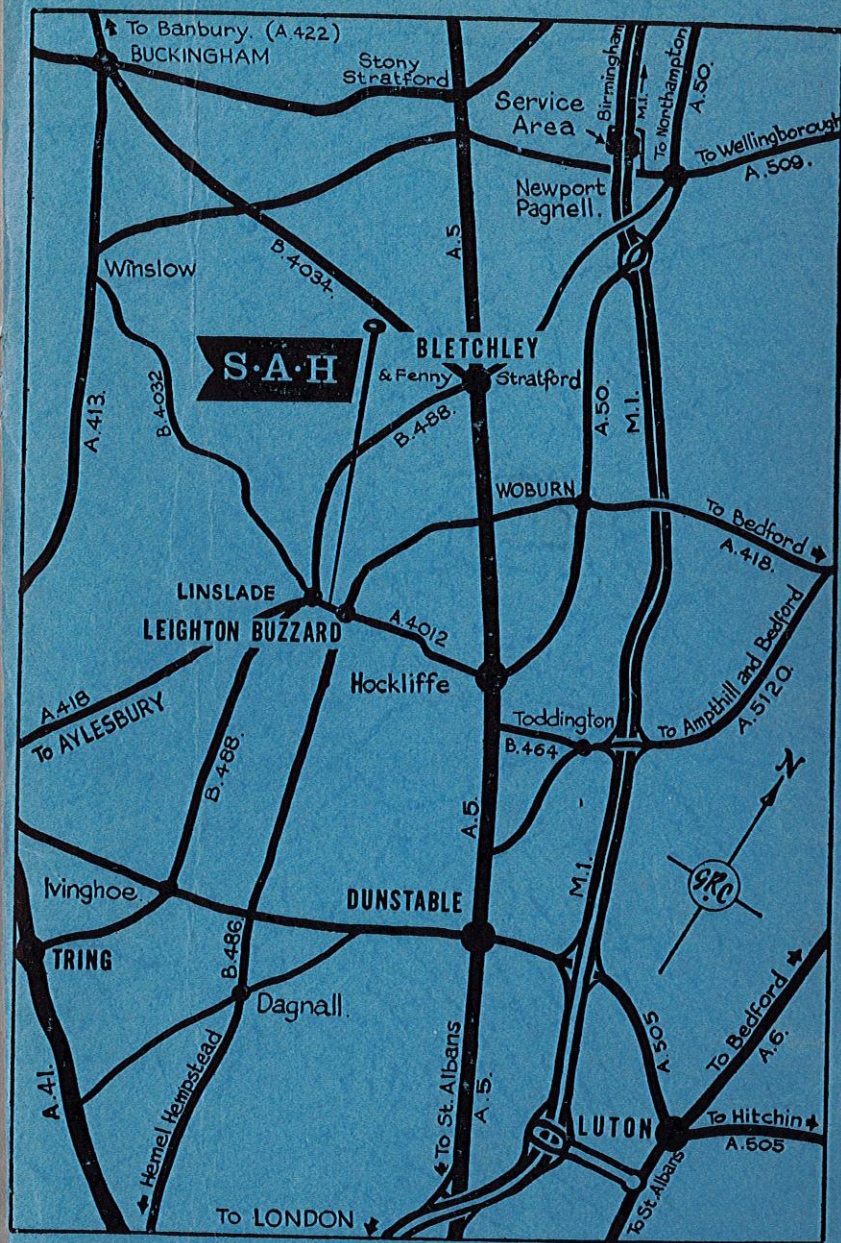 To Banbury. (A.422)
BUCKINGHAM
Stony
Stratford
Service
Area
Birmingham
M.1.
To Northampton
A.50.
To Wellingborough
A.509.
Newport
Pagnell.
A.5
Winslow
B.4034.
S·A·H
BLETCHLEY
& Fenny Stratford
A.413.
B.4032
B.488.
A.50.
M.1.
WOBURN
To Bedford
A.418.
LINSLADE
LEIGHTON BUZZARD
A.4012
Hockliffe
To Ampthill and Bedford
A.5120.
A418
To AYLESBURY
Toddington
B.464
B.488.
A.5.
N
GRC
M.1.
Ivinghoe.
DUNSTABLE
TRING
B.486.
Dagnall.
A.505
To Bedford
A.6.
A.41.
Hemel Hempstead
To St. Albans
A.5.
LUTON
To Hitchin
A.505
To St. Albans
To LONDON